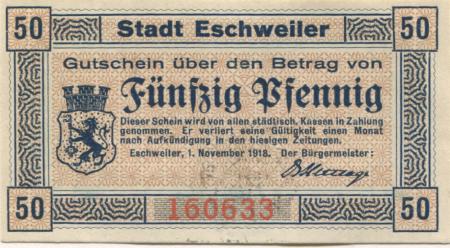 50 Stadt Eschweiler 50
Gutschein über den Betrag von
Fünfzig Pfennig
Dieser Schein wird von allen städtisch. Kassen in Zahlung
genommen. Er verliert seine Gültigkeit einen Monat
nach Aufkündigung in den hiesigen Zeitungen.
Eschweiler, 1. November 1918. Der Bürgermeister:
50 160633 50